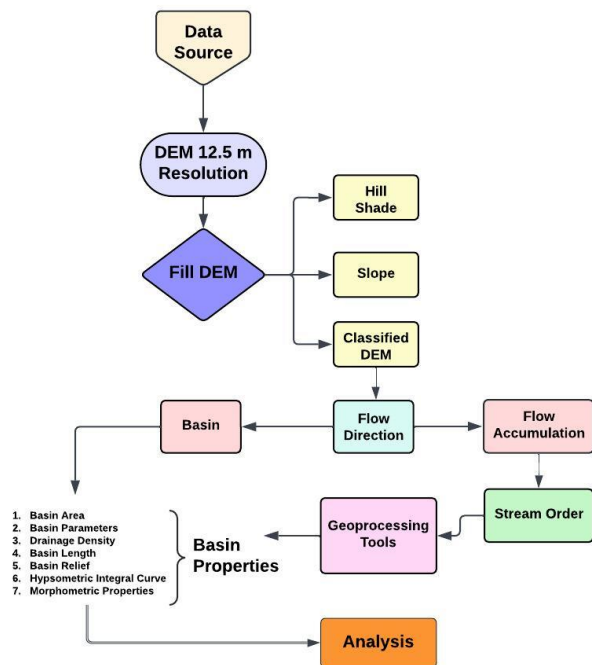 Data
Source
DEM 12.5 m
Resolution
Hill
Shade
Fill DEM
Slope
Classified
DEM
Basin
Flow
Direction
Flow
Accumulation
1. Basin Area
2. Basin Parameters
3. Drainage Density
4. Basin Length
5. Basin Relief
6. Hypsometric Integral Curve
7. Morphometric Properties
Basin
Properties
Geoprocessing
Tools
Stream Order
Analysis